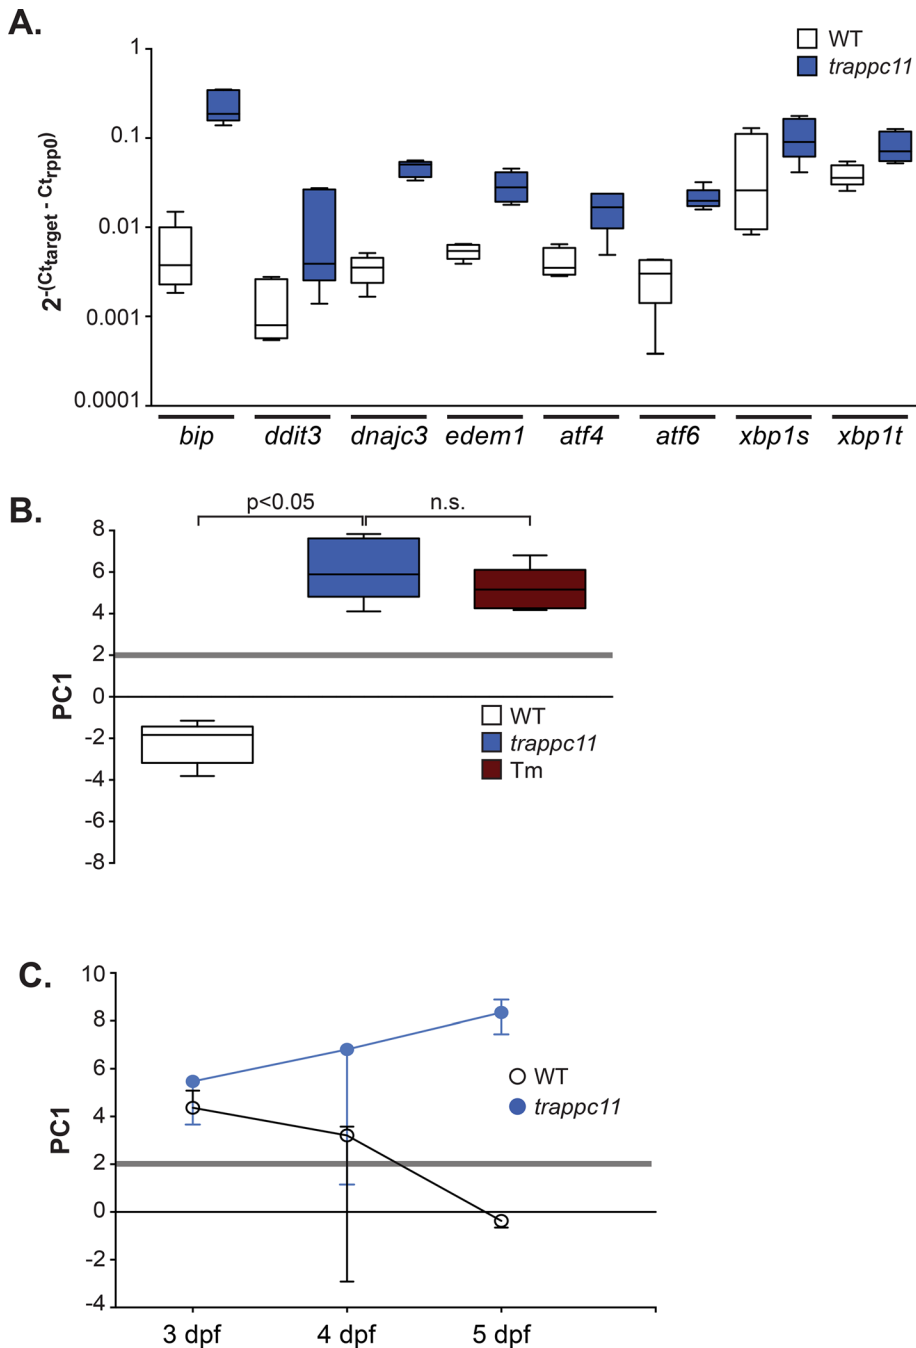 A.
WT
trappc11
2^-(Ct_target - Ct_rpp0)
1
0.1
0.01
0.001
0.0001
bip ddit3 dnajc3 edem1 atf4 atf6 xbp1s xbp1t
B.
p<0.05 n.s.
PC1
8
6
4
2
0
-2
-4
-6
-8
WT
trappc11
Tm
C.
PC1
10
8
6
4
2
0
-2
-4
WT
trappc11
3 dpf 4 dpf 5 dpf